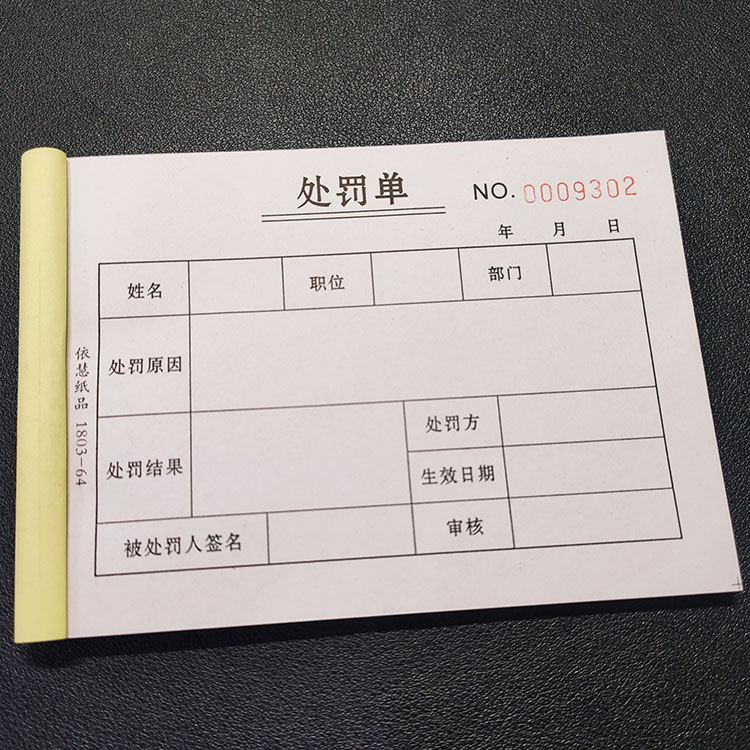 处罚单 NO. 0009302
年 月 日
姓名 职位 部门
处罚原因
处罚结果 处罚方
生效日期
被处罚人签名 审核
依慧纸品 1803-64